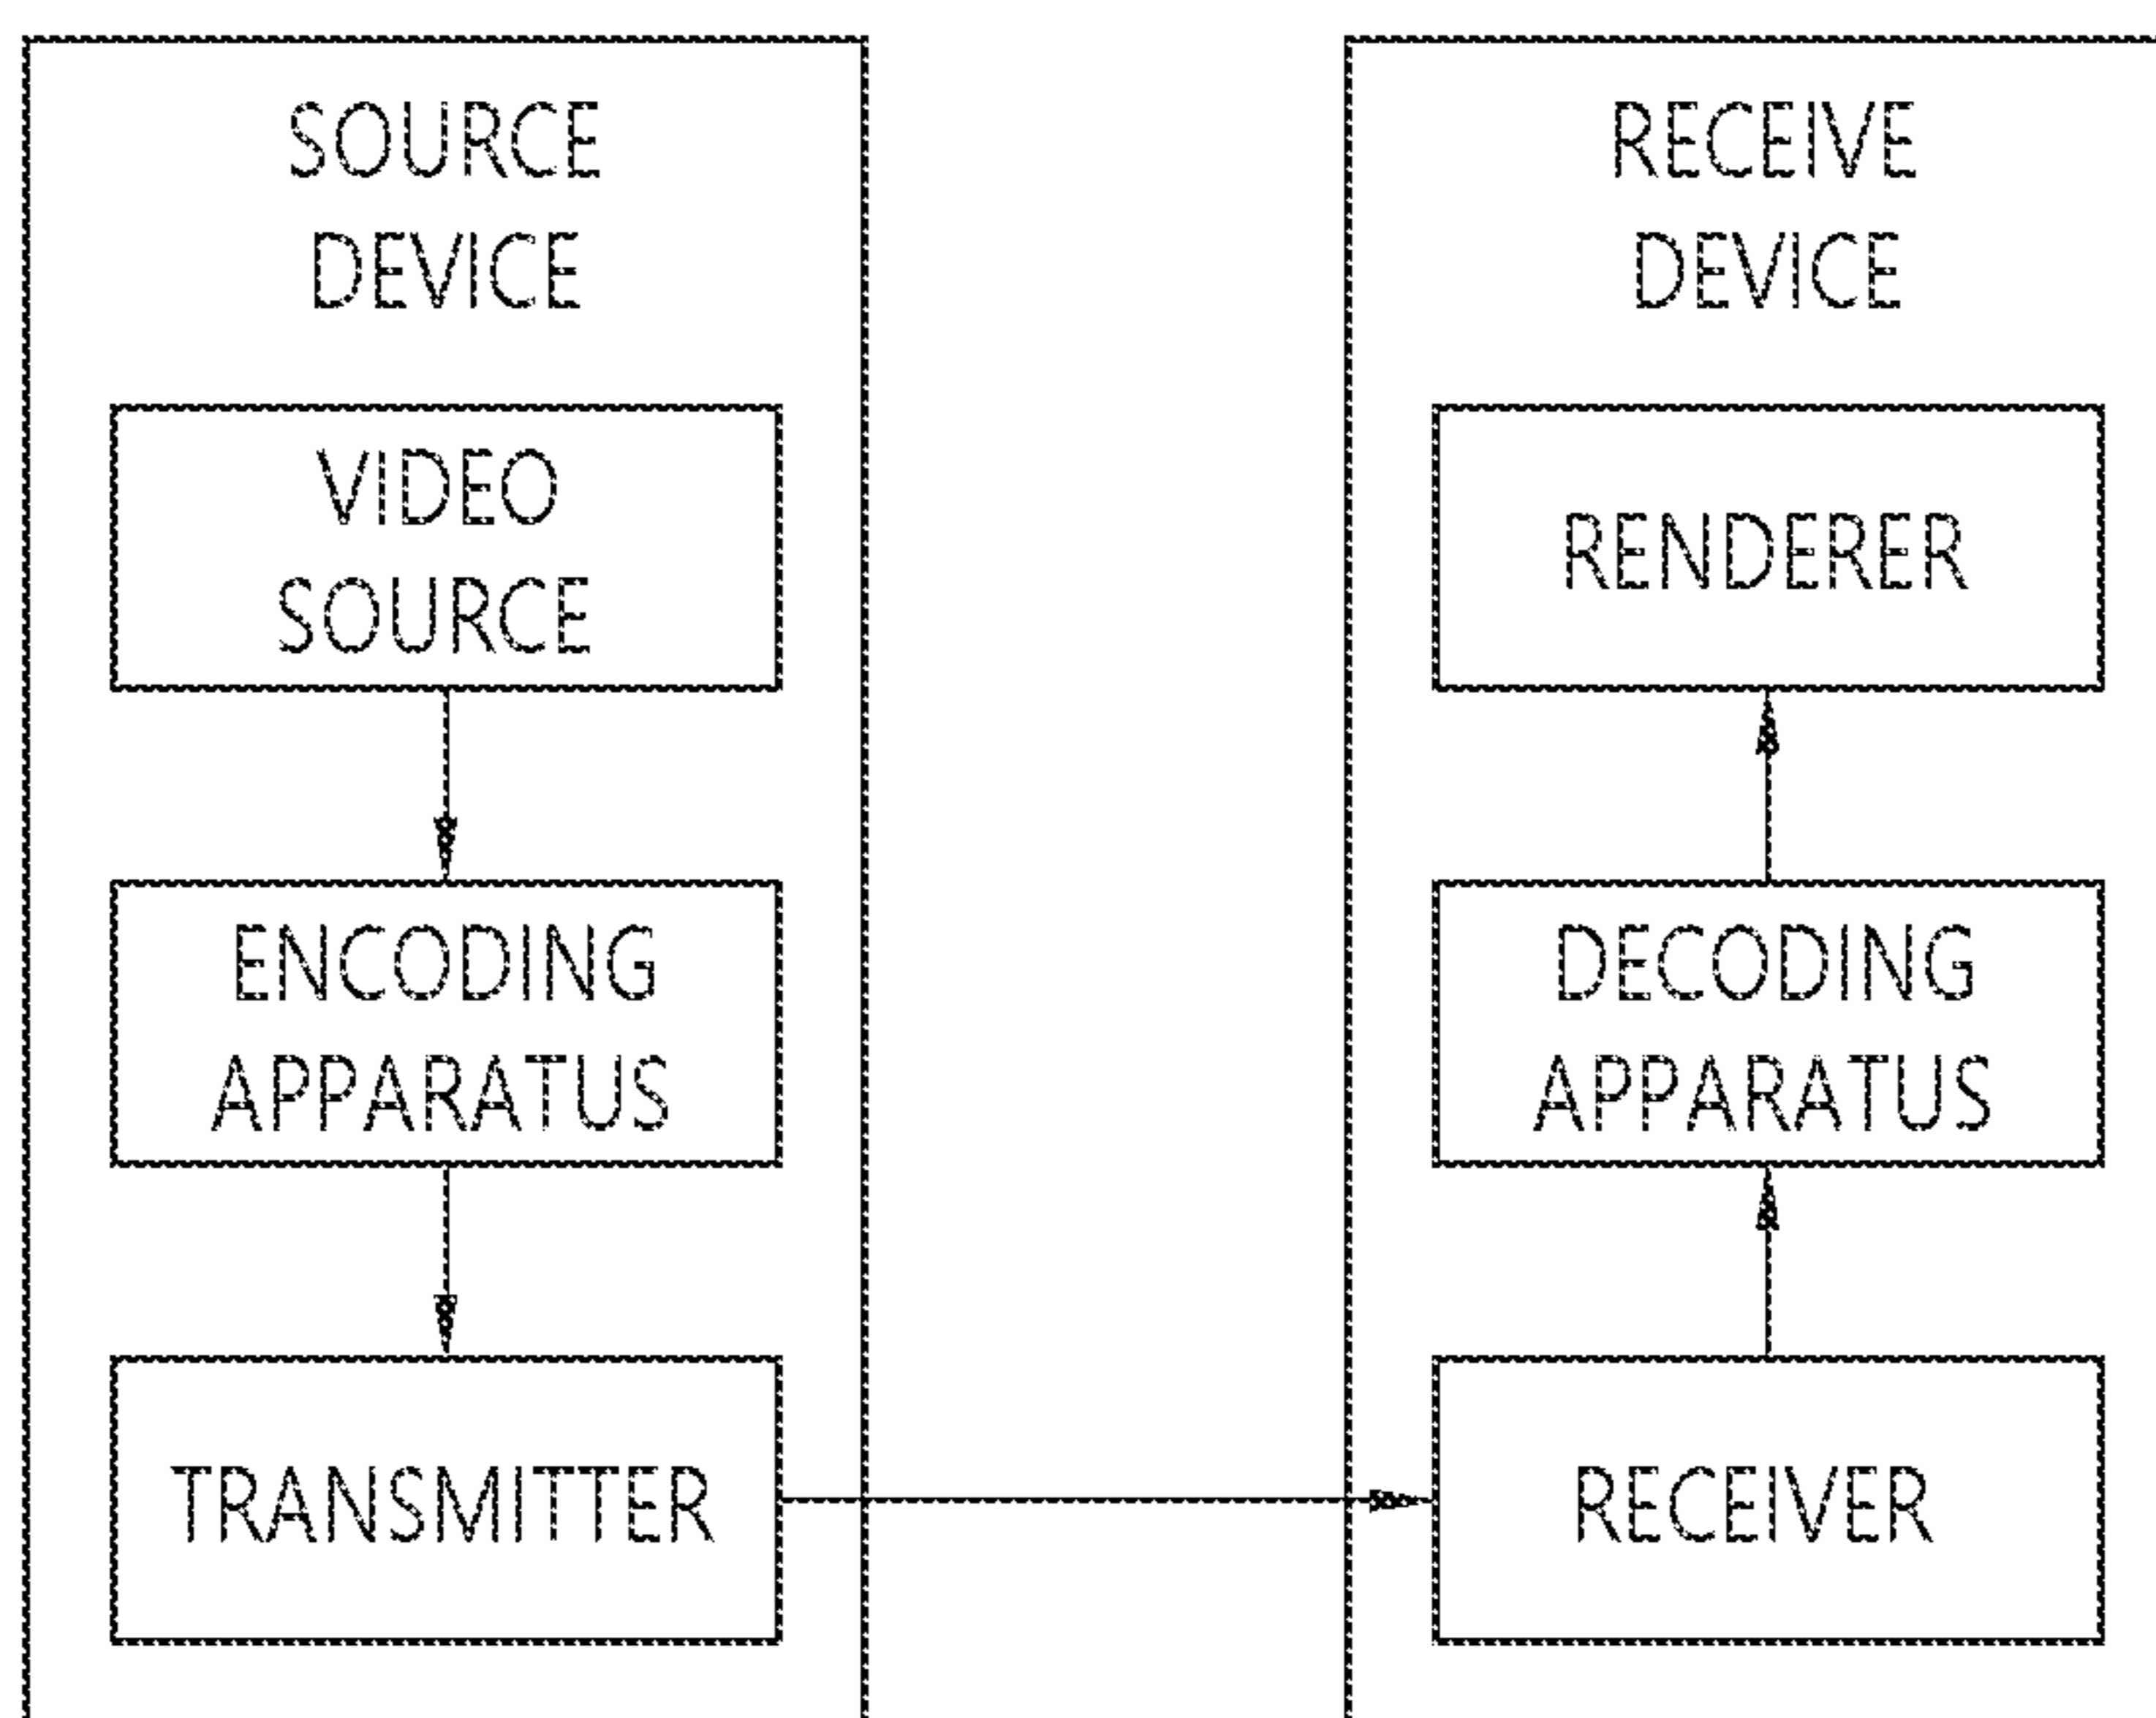 SOURCE
DEVICE
VIDEO
SOURCE
ENCODING
APPARATUS
TRANSMITTER
RECEIVE
DEVICE
RENDERER
DECODING
APPARATUS
RECEIVER